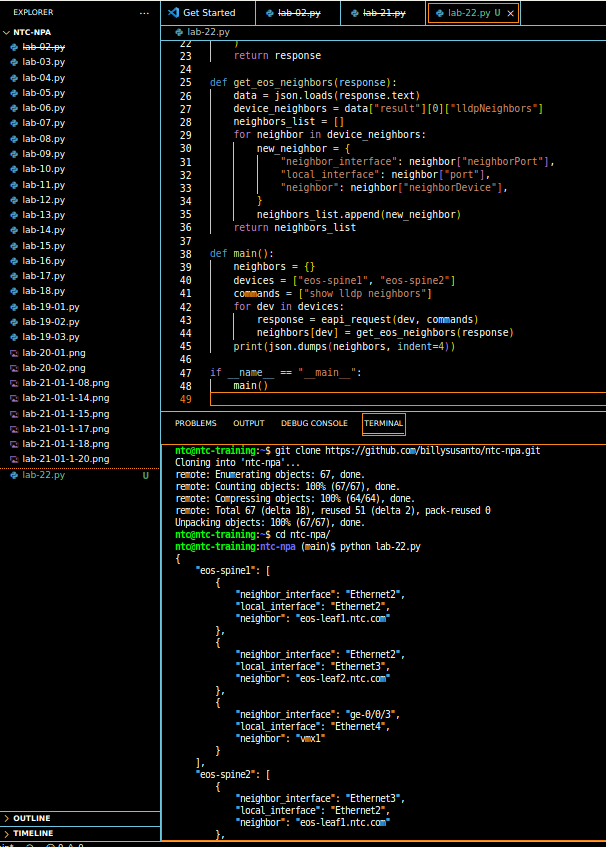 EXPLORER
...
NTC-NPA
lab-02.py
lab-03.py
lab-04.py
lab-05.py
lab-06.py
lab-07.py
lab-08.py
lab-09.py
lab-10.py
lab-11.py
lab-12.py
lab-13.py
lab-14.py
lab-15.py
lab-16.py
lab-17.py
lab-18.py
lab-19-01.py
lab-19-02.py
lab-19-03.py
lab-20-01.png
lab-20-02.png
lab-21-01-1-08.png
lab-21-01-1-14.png
lab-21-01-1-15.png
lab-21-01-1-17.png
lab-21-01-1-18.png
lab-21-01-1-20.png
lab-22.py U
OUTLINE
TIMELINE
Get Started lab-02.py lab-21.py lab-22.py U ×
lab-22.py
22 )
23 return response
24
25 def get_eos_neighbors(response):
26 data = json.loads(response.text)
27 device_neighbors = data["result"][0]["lldpNeighbors"]
28 neighbors_list = []
29 for neighbor in device_neighbors:
30 new_neighbor = {
31 "neighbor_interface": neighbor["neighborPort"],
32 "local_interface": neighbor["port"],
33 "neighbor": neighbor["neighborDevice"],
34 }
35 neighbors_list.append(new_neighbor)
36 return neighbors_list
37
38 def main():
39 neighbors = {}
40 devices = ["eos-spine1", "eos-spine2"]
41 commands = ["show lldp neighbors"]
42 for dev in devices:
43 response = eapi_request(dev, commands)
44 neighbors[dev] = get_eos_neighbors(response)
45 print(json.dumps(neighbors, indent=4))
46
47 if __name__ == "__main__":
48 main()
49
PROBLEMS OUTPUT DEBUG CONSOLE TERMINAL
ntc@ntc-training:~$ git clone https://github.com/billysusanto/ntc-npa.git
Cloning into 'ntc-npa'...
remote: Enumerating objects: 67, done.
remote: Counting objects: 100% (67/67), done.
remote: Compressing objects: 100% (64/64), done.
remote: Total 67 (delta 18), reused 51 (delta 2), pack-reused 0
Unpacking objects: 100% (67/67), done.
ntc@ntc-training:~$ cd ntc-npa/
ntc@ntc-training:ntc-npa (main)$ python lab-22.py
{
"eos-spine1": [
{
"neighbor_interface": "Ethernet2",
"local_interface": "Ethernet2",
"neighbor": "eos-leaf1.ntc.com"
},
{
"neighbor_interface": "Ethernet2",
"local_interface": "Ethernet3",
"neighbor": "eos-leaf2.ntc.com"
},
{
"neighbor_interface": "ge-0/0/3",
"local_interface": "Ethernet4",
"neighbor": "vmx1"
}
],
"eos-spine2": [
{
"neighbor_interface": "Ethernet3",
"local_interface": "Ethernet2",
"neighbor": "eos-leaf1.ntc.com"
},